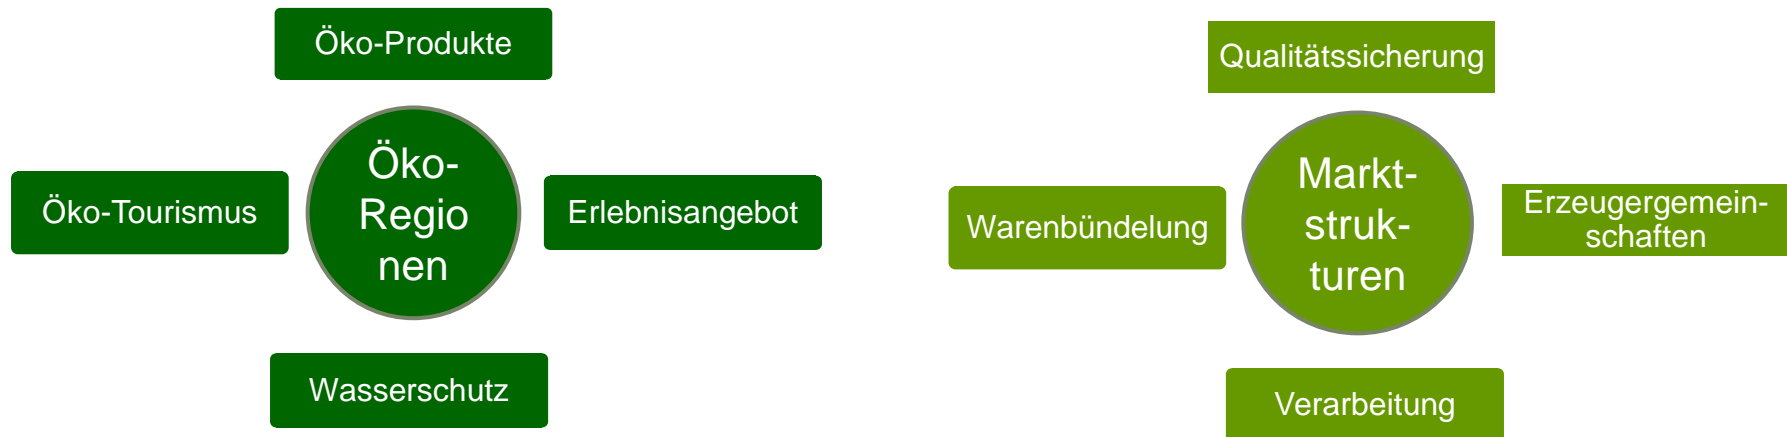 Öko-Produkte
Öko-Tourismus
Öko-
Regio
nen
Erlebnisangebot
Wasserschutz
Qualitätssicherung
Warenbündelung
Markt-
struk-
turen
Erzeugergemein-
schaften
Verarbeitung